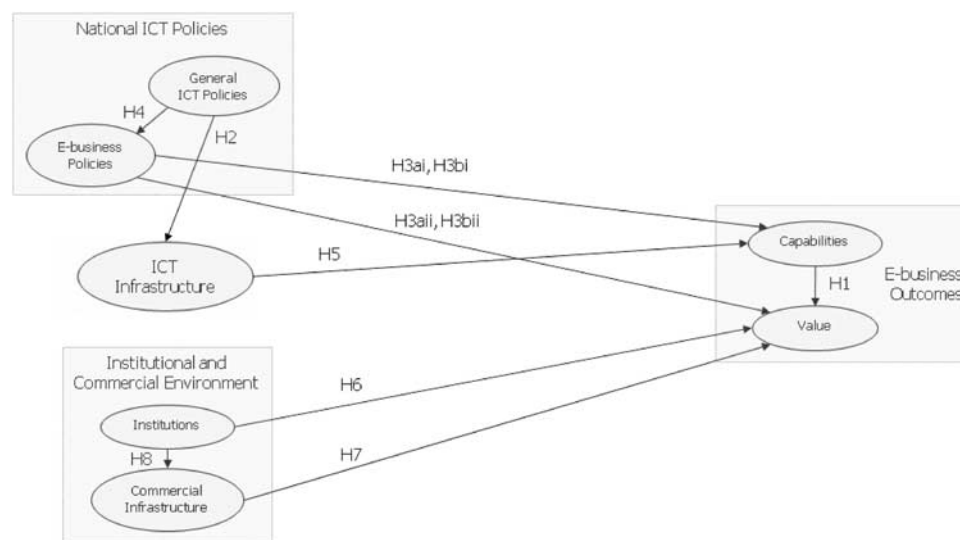 National ICT Policies
General
ICT Policies
H4
H2
E-business
Policies
H3ai, H3bi
H3aii, H3bii
Capabilities
ICT
Infrastructure
H5
H1
E-business
Outcomes
Value
Institutional and
Commercial Environment
H6
Institutions
H8
H7
Commercial
Infrastructure